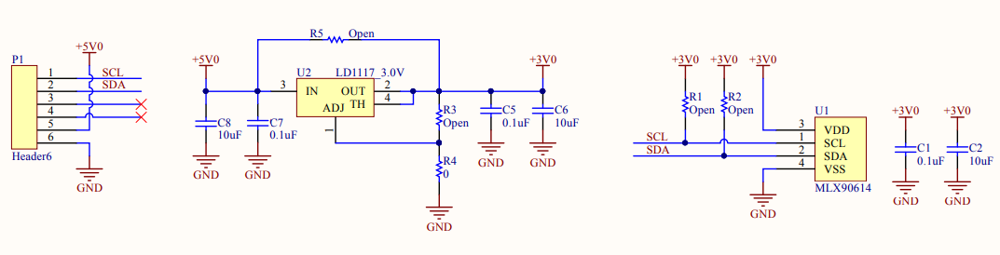 P1
+5V0
1 SCL
2 SDA
3
4
5
6
Header6
GND
R5 Open
+5V0
U2 LD1117_3.0V
3 IN OUT 2
TH 4
ADJ
1
C8
10uF
C7
0.1uF
GND
GND
R3
Open
R4
0
GND
+3V0
C5
0.1uF
C6
10uF
GND
GND
+3V0
+3V0
+3V0
R1
Open
R2
Open
SCL
SDA
U1
3 VDD
1 SCL
2 SDA
4 VSS
MLX90614
GND
+3V0
+3V0
C1
0.1uF
C2
10uF
GND
GND